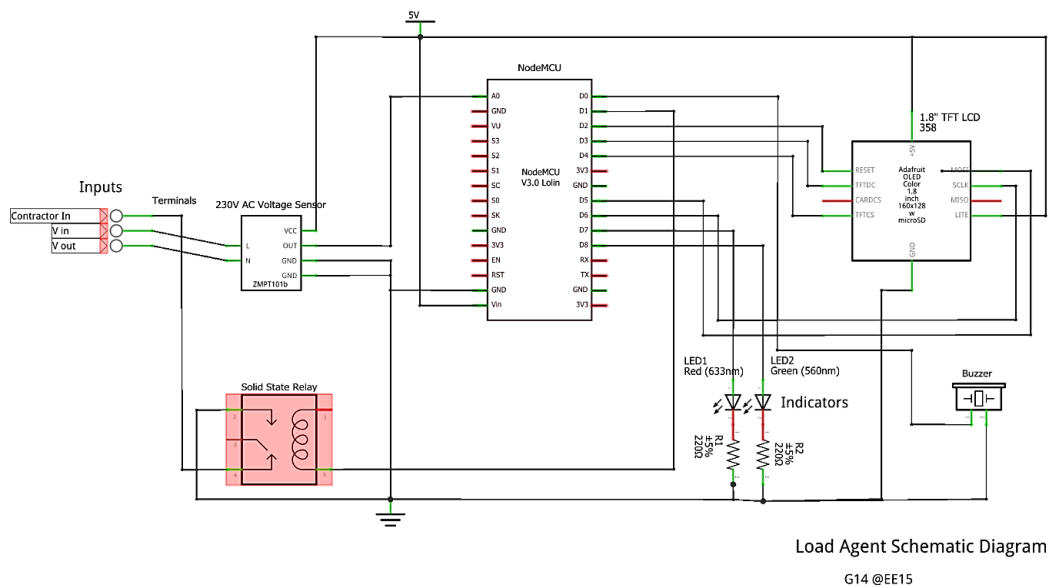 5V
NodeMCU
A0
GND
VU
S3
S2
S1
SC
S0
SK
GND
3V3
EN
RST
GND
Vin
NodeMCU
V3.0 Lolin
D0
D1
D2
D3
D4
3V3
GND
D5
D6
D7
D8
RX
TX
GND
3V3
1.8" TFT LCD
358
+5V
RESET
TFTDC
CARDCS
TFTCS
Adafruit
OLED
Color
1.8
inch
160x128
w
microSD
MOSI
SCLK
MISO
LITE
GND
Inputs
Terminals
Contractor In
V in
V out
230V AC Voltage Sensor
L
N
VCC
OUT
GND
GND
ZMPT101b
Solid State Relay
LED1
Red (633nm)
LED2
Green (560nm)
Indicators
R1
±5%
220Ω
R2
±5%
220Ω
Buzzer
Load Agent Schematic Diagram
G14 @EE15